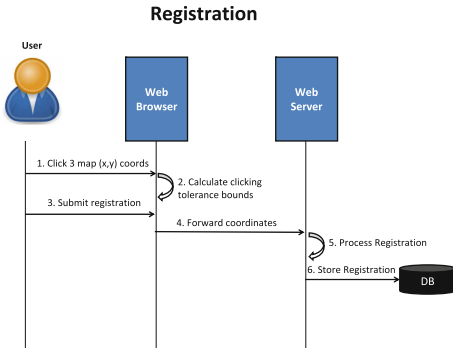 Registration
User
Web
Browser
Web
Server
1. Click 3 map (x,y) coords
2. Calculate clicking
tolerance bounds
3. Submit registration
4. Forward coordinates
5. Process Registration
6. Store Registration
DB